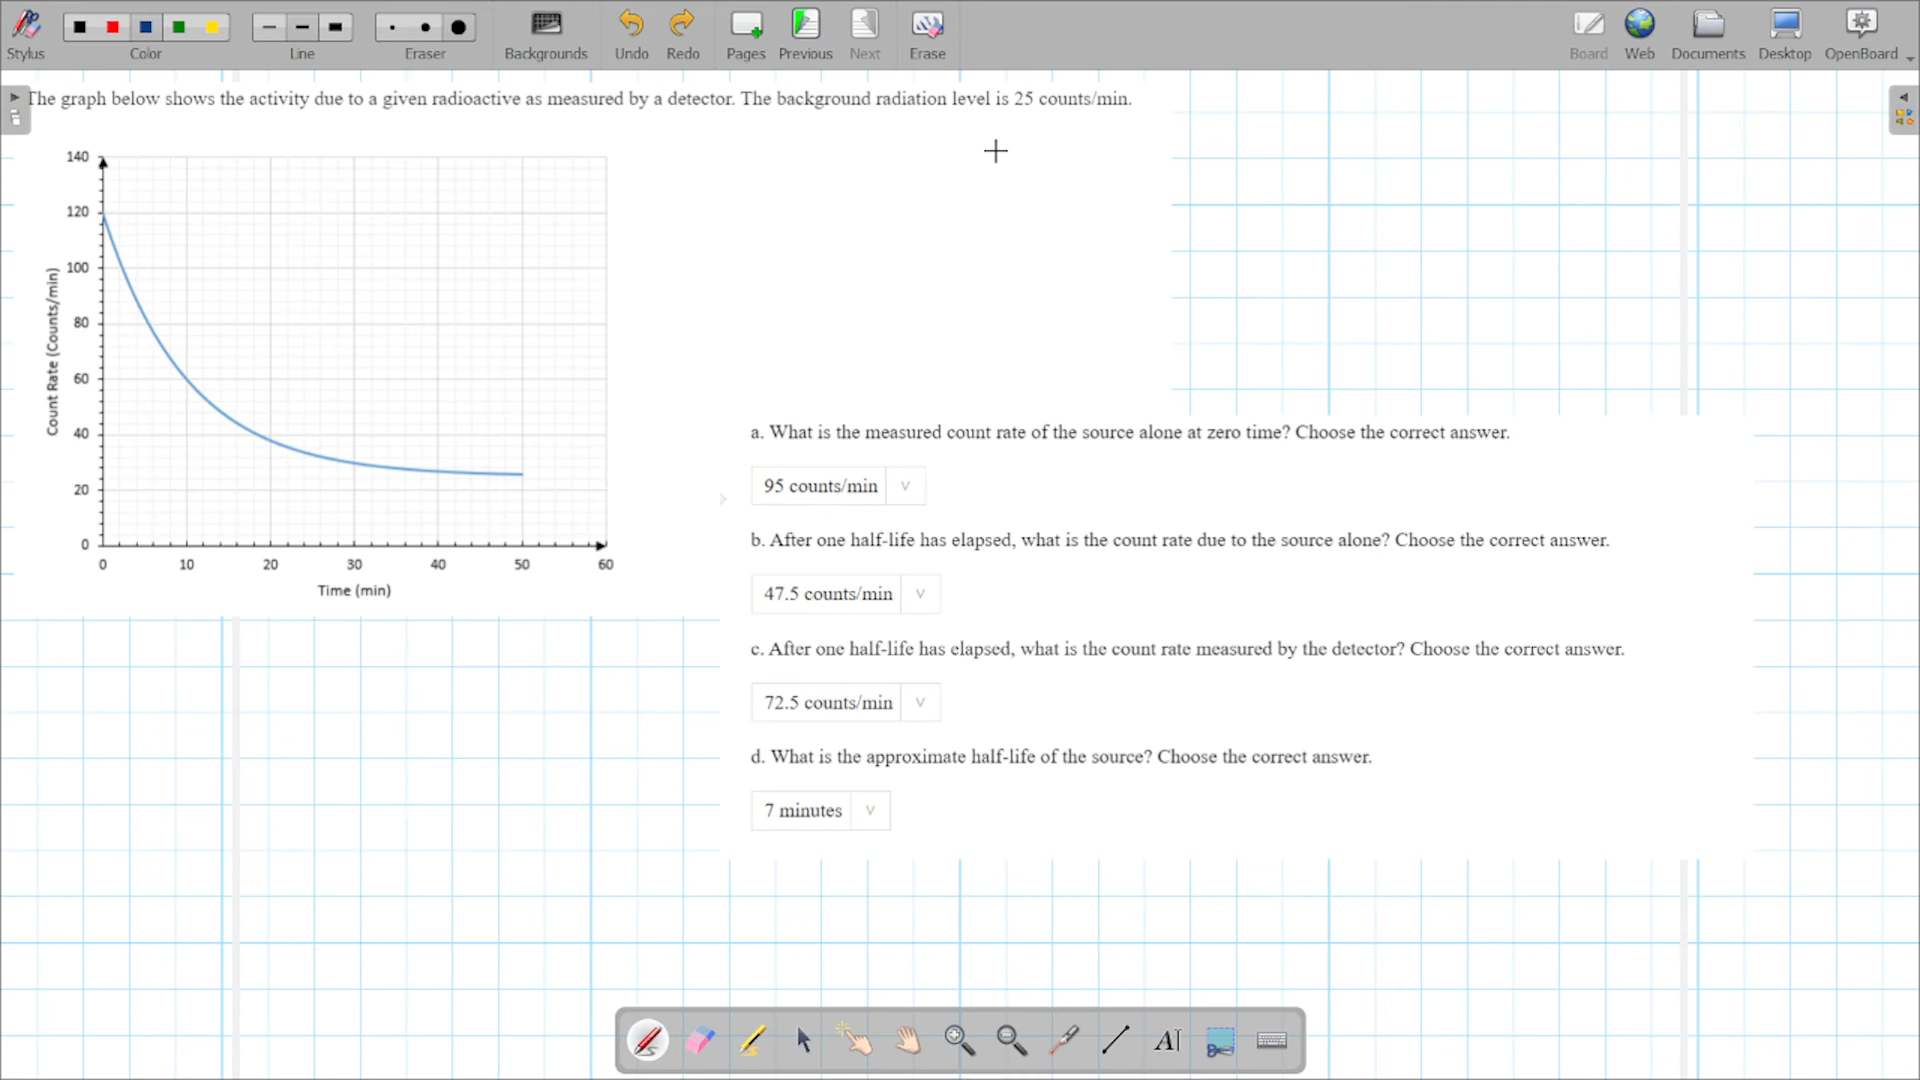 Stylus
Color
Line
Eraser
Backgrounds
Undo
Redo
Pages
Previous
Next
Erase
Board
Web
Documents
Desktop
OpenBoard
The graph below shows the activity due to a given radioactive as measured by a detector. The background radiation level is 25 counts/min.
140
120
100
80
60
40
20
0
Count Rate (Counts/min)
0 10 20 30 40 50 60
Time (min)
a. What is the measured count rate of the source alone at zero time? Choose the correct answer.
95 counts/min
b. After one half-life has elapsed, what is the count rate due to the source alone? Choose the correct answer.
47.5 counts/min
c. After one half-life has elapsed, what is the count rate measured by the detector? Choose the correct answer.
72.5 counts/min
d. What is the approximate half-life of the source? Choose the correct answer.
7 minutes